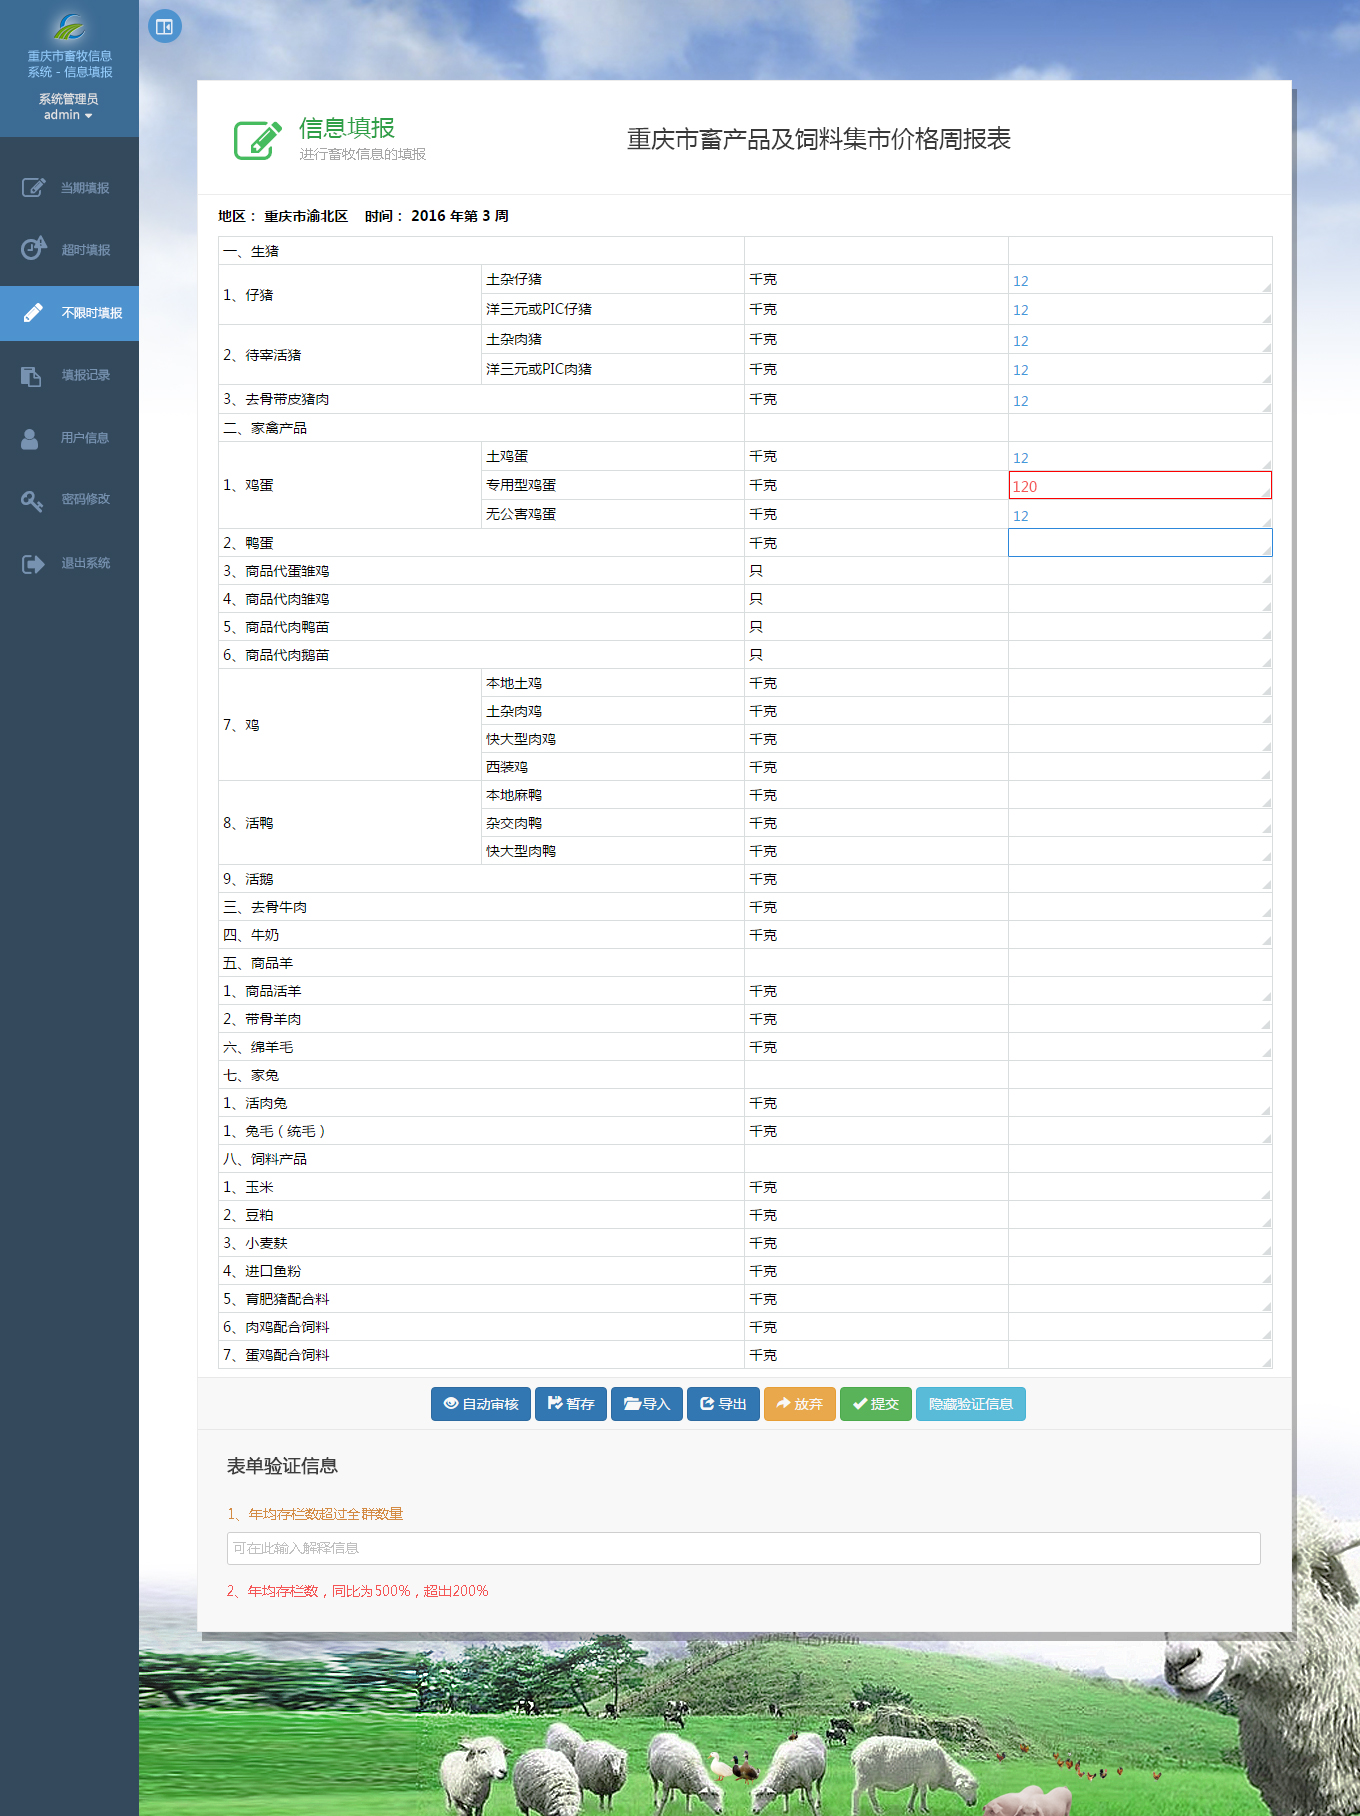 重庆市畜牧信息
系统 - 信息填报
系统管理员
admin
当期填报
超时填报
不限时填报
填报记录
用户信息
密码修改
退出系统
信息填报
进行畜牧信息的填报
重庆市畜产品及饲料集市价格周报表
地区： 重庆市渝北区 时间： 2016 年第 3 周
一、生猪
1、仔猪 土杂仔猪 千克 12
洋三元或PIC仔猪 千克 12
2、待宰活猪 土杂肉猪 千克 12
洋三元或PIC肉猪 千克 12
3、去骨带皮猪肉 千克 12
二、家禽产品
1、鸡蛋 土鸡蛋 千克 12
专用型鸡蛋 千克 120
无公害鸡蛋 千克 12
2、鸭蛋 千克
3、商品代蛋雏鸡 只
4、商品代肉雏鸡 只
5、商品代肉鸭苗 只
6、商品代肉鹅苗 只
7、鸡 本地土鸡 千克
土杂肉鸡 千克
快大型肉鸡 千克
西装鸡 千克
8、活鸭 本地麻鸭 千克
杂交肉鸭 千克
快大型肉鸭 千克
9、活鹅 千克
三、去骨牛肉 千克
四、牛奶 千克
五、商品羊
1、商品活羊 千克
2、带骨羊肉 千克
六、绵羊毛 千克
七、家兔
1、活肉兔 千克
1、兔毛（统毛） 千克
八、饲料产品
1、玉米 千克
2、豆粕 千克
3、小麦麸 千克
4、进口鱼粉 千克
5、育肥猪配合料 千克
6、肉鸡配合饲料 千克
7、蛋鸡配合饲料 千克
自动审核 暂存 导入 导出 放弃 提交 隐藏验证信息
表单验证信息
1、年均存栏数超过全群数量
可在此输入解释信息
2、年均存栏数，同比为500%，超出200%